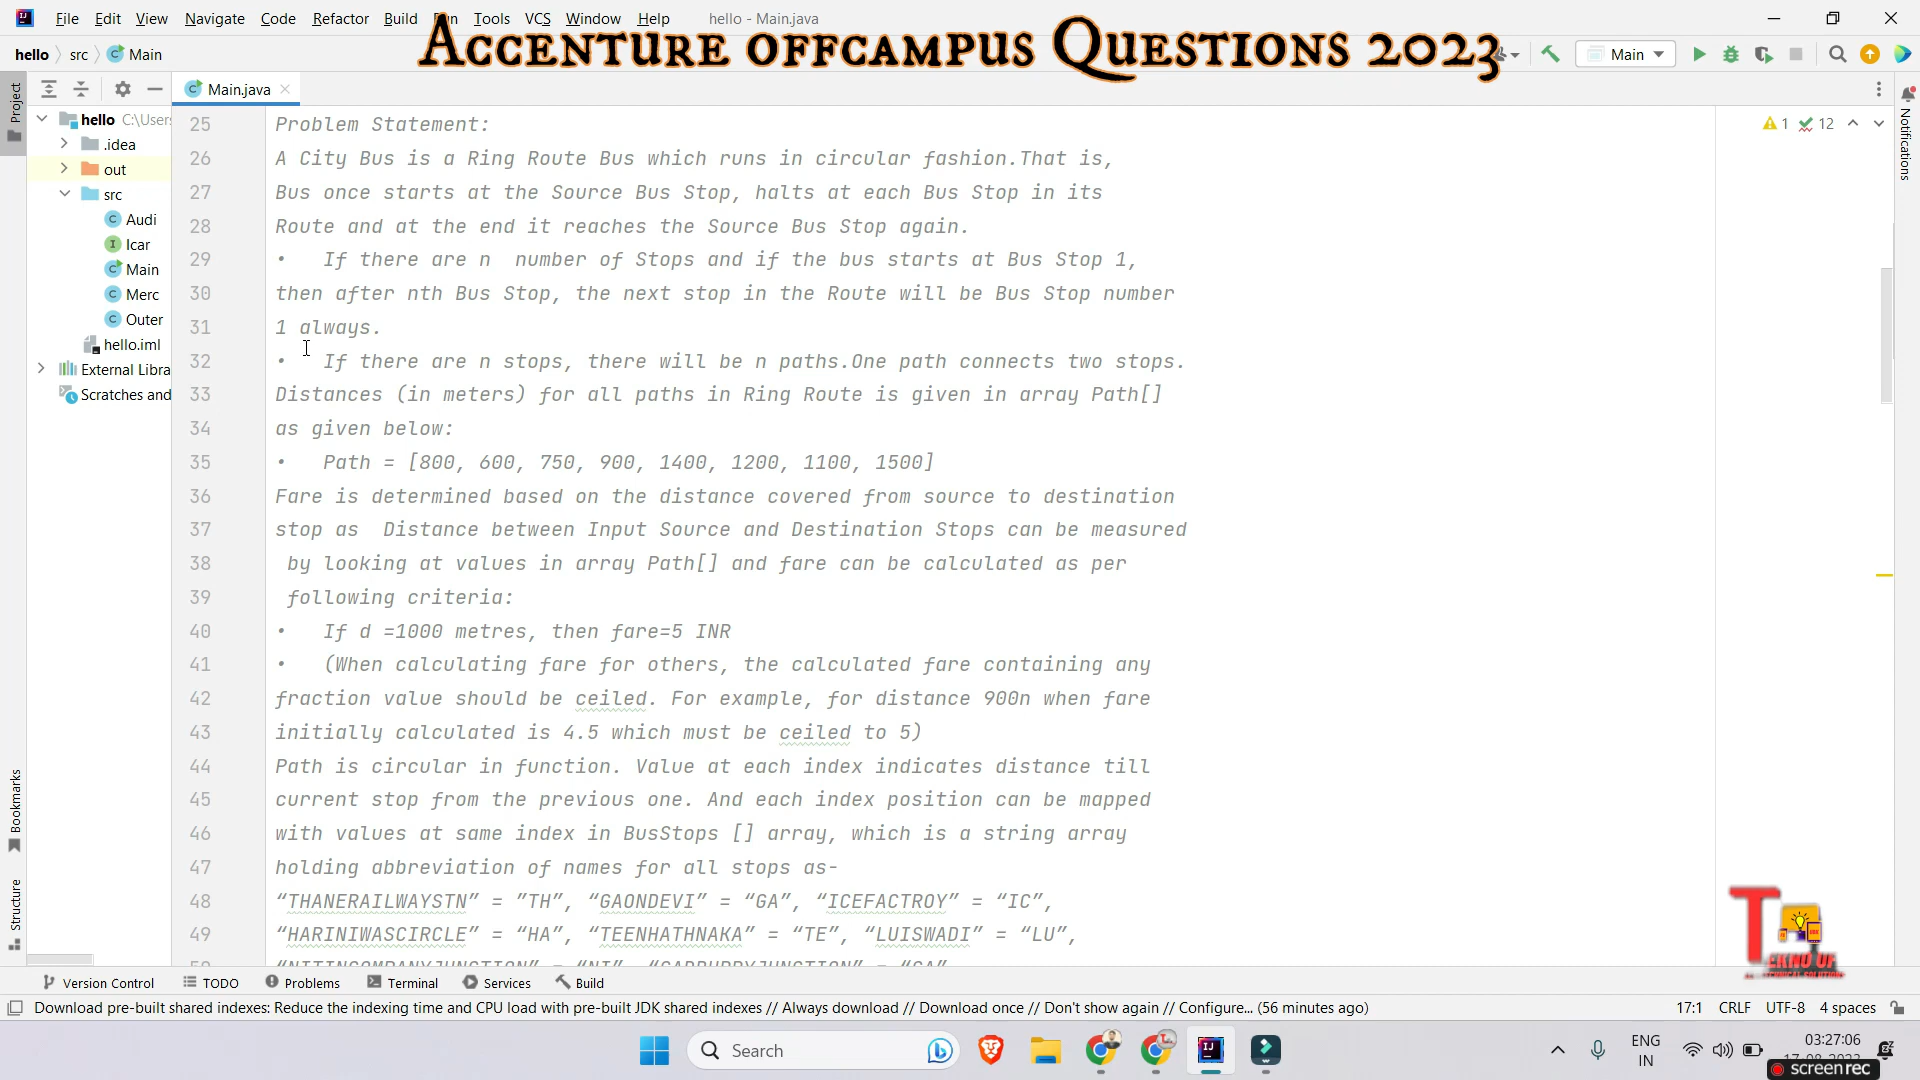 File Edit View Navigate Code Refactor Build Tools VCS Window Help hello - Main.java
Accenture offcampus Questions 2023
hello src Main
Main
Project
Main.java
Notifications
hello C:\Users
.idea
out
src
Audi
Icar
Main
Merc
Outer
hello.iml
External Libra
Scratches and
1 12
25 Problem Statement:
26 A City Bus is a Ring Route Bus which runs in circular fashion.That is,
27 Bus once starts at the Source Bus Stop, halts at each Bus Stop in its
28 Route and at the end it reaches the Source Bus Stop again.
29 • If there are n number of Stops and if the bus starts at Bus Stop 1,
30 then after nth Bus Stop, the next stop in the Route will be Bus Stop number
31 1 always.
32 • If there are n stops, there will be n paths.One path connects two stops.
33 Distances (in meters) for all paths in Ring Route is given in array Path[]
34 as given below:
35 • Path = [800, 600, 750, 900, 1400, 1200, 1100, 1500]
36 Fare is determined based on the distance covered from source to destination
37 stop as Distance between Input Source and Destination Stops can be measured
38 by looking at values in array Path[] and fare can be calculated as per
39 following criteria:
40 • If d =1000 metres, then fare=5 INR
41 • (When calculating fare for others, the calculated fare containing any
42 fraction value should be ceiled. For example, for distance 900n when fare
43 initially calculated is 4.5 which must be ceiled to 5)
44 Path is circular in function. Value at each index indicates distance till
45 current stop from the previous one. And each index position can be mapped
46 with values at same index in BusStops [] array, which is a string array
47 holding abbreviation of names for all stops as-
48 “THANERAILWAYSTN” = ”TH”, “GAONDEVI” = “GA”, “ICEFACTROY” = “IC”,
49 “HARINIWASCIRCLE” = “HA”, “TEENHATHNAKA” = “TE”, “LUISWADI” = “LU”,
Bookmarks
Structure
Version Control TODO Problems Terminal Services Build
Download pre-built shared indexes: Reduce the indexing time and CPU load with pre-built JDK shared indexes // Always download // Download once // Don't show again // Configure... (56 minutes ago)
17:1 CRLF UTF-8 4 spaces
Search
ENG
IN
03:27:06
screenrec